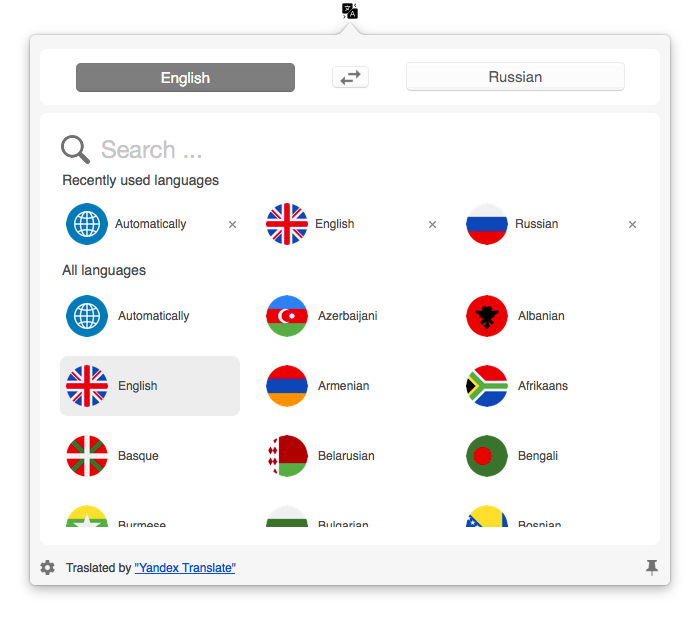 English Russian
Search ...
Recently used languages
Automatically × English × Russian ×
All languages
Automatically Azerbaijani Albanian
English Armenian Afrikaans
Basque Belarusian Bengali
Burmese Bulgarian Bosnian
Traslated by "Yandex Translate"